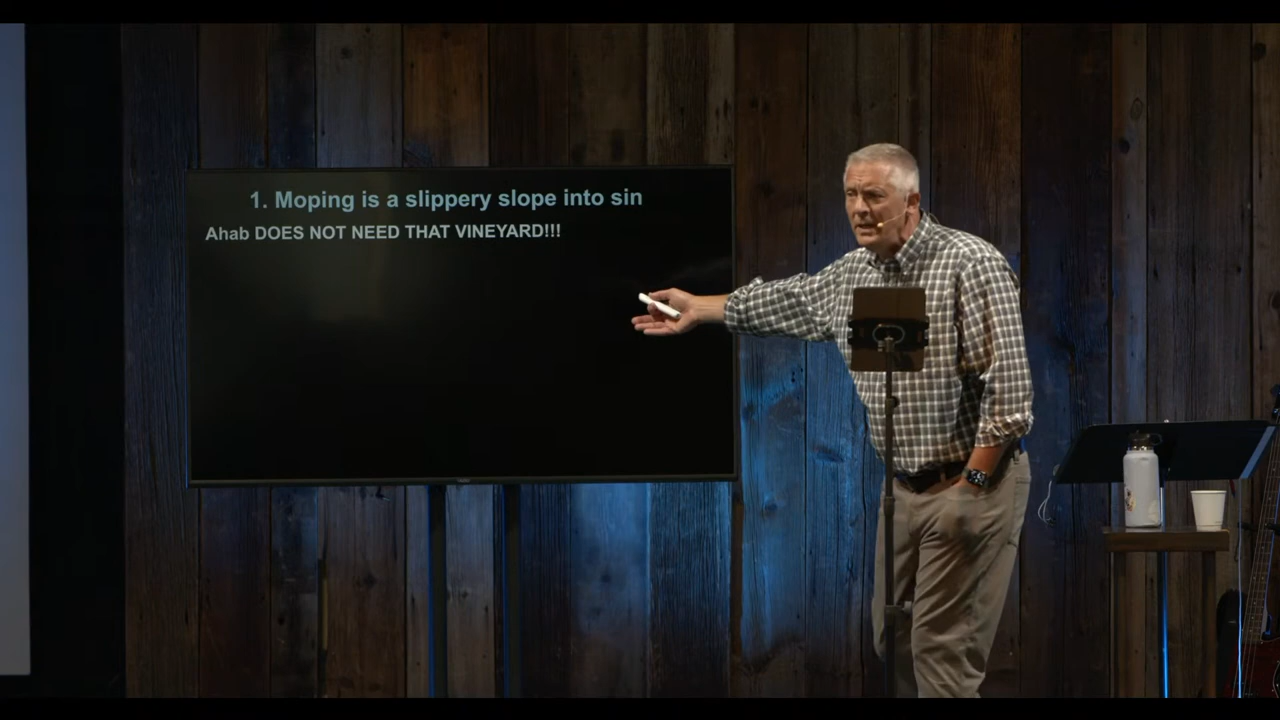 1. Moping is a slippery slope into sin
Ahab DOES NOT NEED THAT VINEYARD!!!